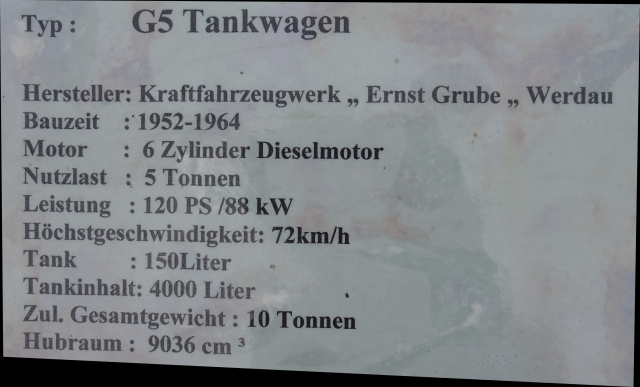 Typ : G5 Tankwagen
Hersteller: Kraftfahrzeugwerk „ Ernst Grube „ Werdau
Bauzeit : 1952-1964
Motor : 6 Zylinder Dieselmotor
Nutzlast : 5 Tonnen
Leistung : 120 PS /88 kW
Höchstgeschwindigkeit: 72km/h
Tank : 150Liter
Tankinhalt: 4000 Liter
Zul. Gesamtgewicht : 10 Tonnen
Hubraum : 9036 cm ³